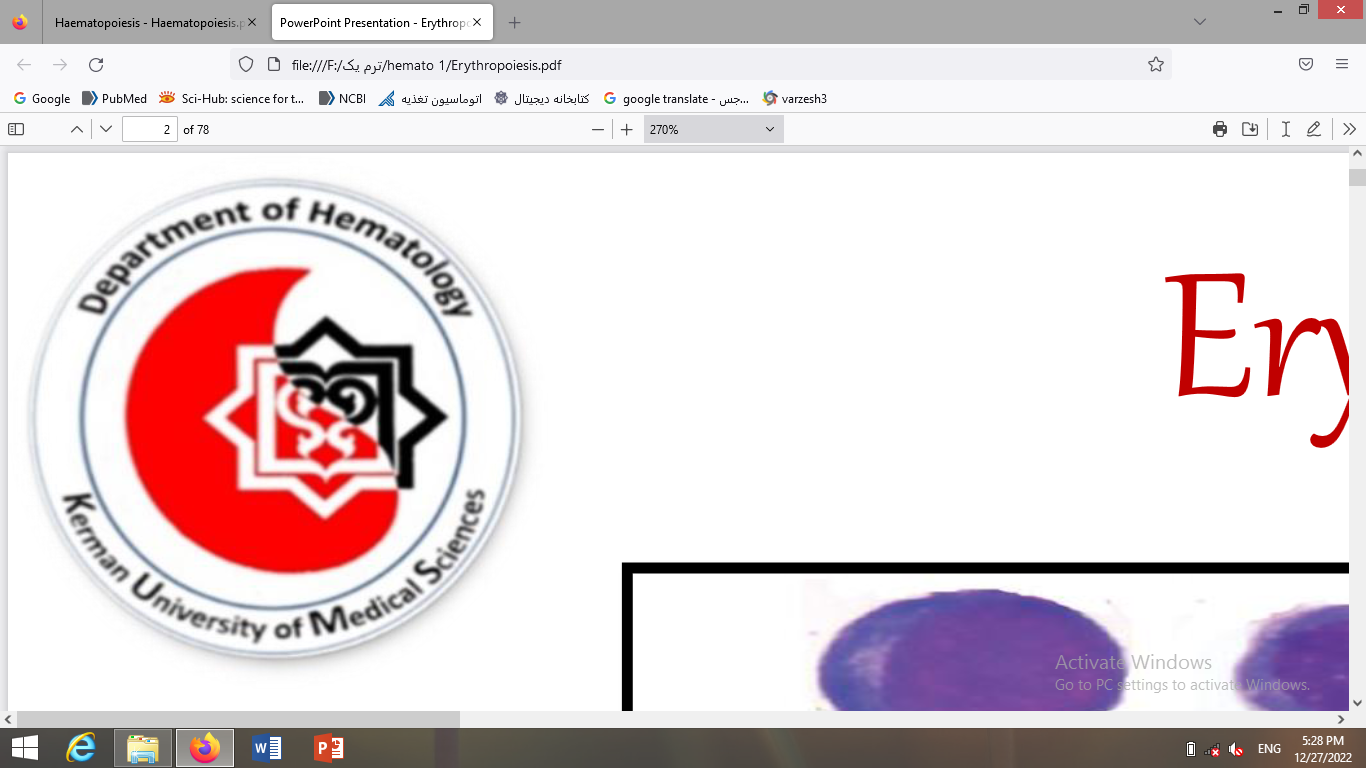 Haematopoiesis - Haematopoiesis.p
PowerPoint Presentation - Erythropo
file:///F:/ترم یک/hemato 1/Erythropoiesis.pdf
Google
PubMed
Sci-Hub: science for t...
NCBI
اتوماسیون تغذیه
کتابخانه دیجیتال
google translate - جس...
varzesh3
2 of 78
270%
Department of Hematology
Kerman University of Medical Sciences
Ery
Activate Windows
Go to PC settings to activate Windows.
ENG
5:28 PM
12/27/2022